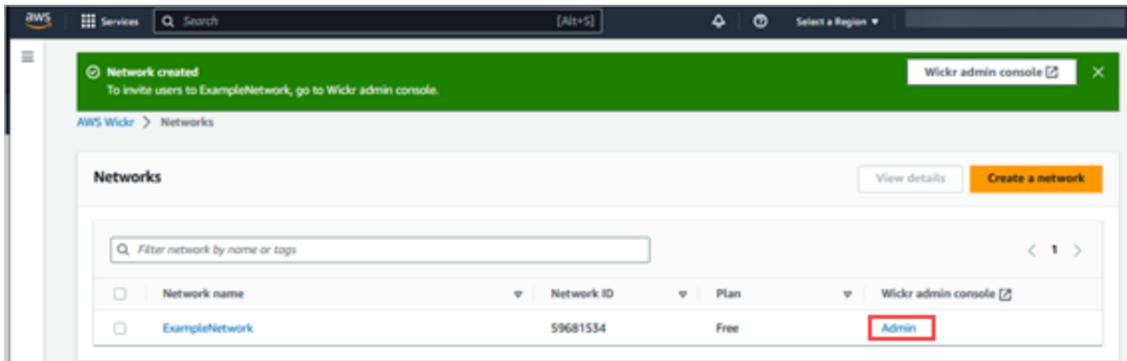 aws Services Search [Alt+S] Select a Region
Network created
To invite users to ExampleNetwork, go to Wickr admin console.
Wickr admin console
AWS Wickr > Networks
Networks
View details
Create a network
Filter network by name or tags
< 1 >
Network name Network ID Plan Wickr admin console
ExampleNetwork 59681534 Free Admin